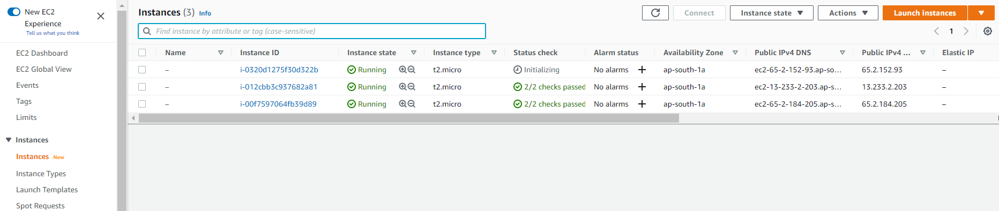 New EC2
Experience
Tell us what you think
EC2 Dashboard
EC2 Global View
Events
Tags
Limits
Instances
Instances New
Instance Types
Launch Templates
Spot Requests
Instances (3) Info
Connect
Instance state
Actions
Launch instances
Find instance by attribute or tag (case-sensitive)
1
Name Instance ID Instance state Instance type Status check Alarm status Availability Zone Public IPv4 DNS Public IPv4 ... Elastic IP
– i-0320d1275f30d322b Running t2.micro Initializing No alarms + ap-south-1a ec2-65-2-152-93.ap-so... 65.2.152.93 –
– i-012cbb3c937682a81 Running t2.micro 2/2 checks passed No alarms + ap-south-1a ec2-13-233-2-203.ap-s... 13.233.2.203 –
– i-00f7597064fb39d89 Running t2.micro 2/2 checks passed No alarms + ap-south-1a ec2-65-2-184-205.ap-s... 65.2.184.205 –